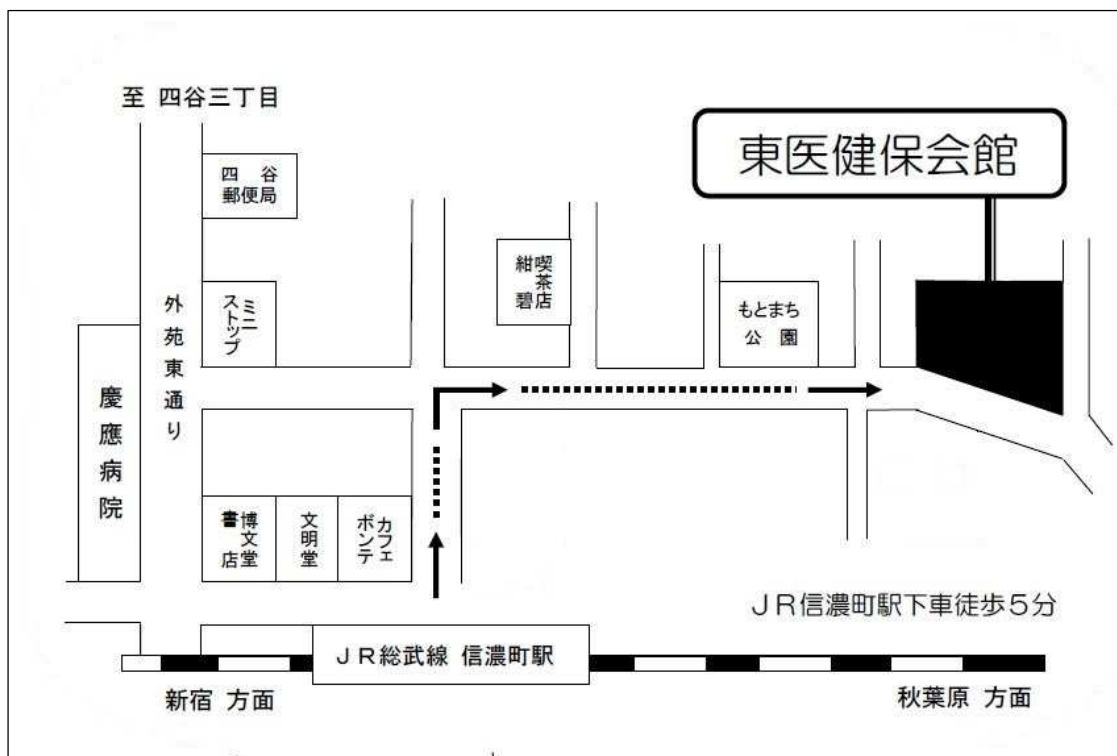 至 四谷三丁目
東医健保会館
四 谷
郵便局
喫茶店
紺碧
ミニ
ストップ
もとまち
公 園
外苑東通り
慶應病院
博文堂
書店
文明堂
カフェ
ボンテ
JR信濃町駅下車徒歩5分
JR総武線 信濃町駅
新宿 方面
秋葉原 方面